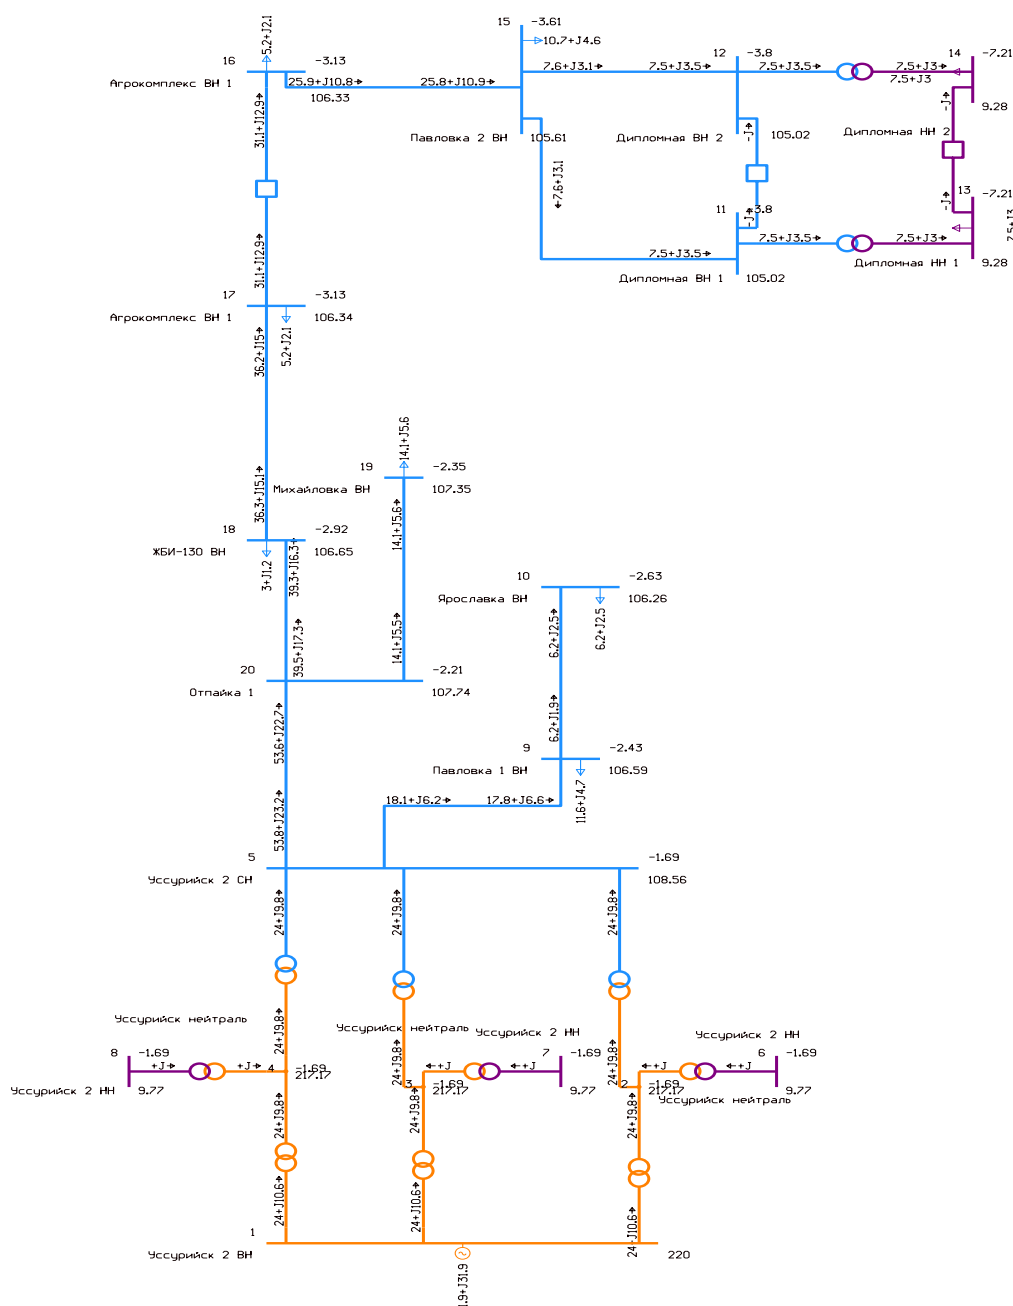 5.2+J2.1
16
-3.13
Агрокомплекс ВН 1
25.9+J10.8
25.8+J10.9
106.33
31.1+J12.9
31.1+J12.9
15
-3.61
10.7+J4.6
7.6+J3.1
7.5+J3.5
Павловка 2 ВН
105.61
7.6+J3.1
7.5+J3.5
12
-3.8
7.5+J3.5
7.5+J3
7.5+J3
Дипломная ВН 2
105.02
-J
-J
14
-7.21
9.28
Дипломная НН 2
-J
-J
11
-3.8
7.5+J3.5
7.5+J3
Дипломная ВН 1
105.02
13
-7.21
7.5+J3
Дипломная НН 1
9.28
17
-3.13
Агрокомплекс ВН 1
106.34
5.2+J2.1
36.2+J15
36.3+J15.1
14.1+J5.6
19
-2.35
Михайловка ВН
107.35
14.1+J5.6
14.1+J5.5
18
-2.92
ЖБИ-130 ВН
106.65
3+J1.2
39.3+J16.3
39.5+J17.3
10
-2.63
Ярославка ВН
106.26
6.2+J2.5
6.2+J2.5
6.2+J1.9
20
-2.21
Отпайка 1
107.74
53.6+J22.7
53.8+J23.2
9
-2.43
Павловка 1 ВН
106.59
11.6+J4.7
18.1+J6.2
17.8+J6.6
5
-1.69
Уссурийск 2 СН
108.56
24+J9.8
24+J9.8
24+J9.8
Уссурийск нейтраль
Уссурийск нейтраль
Уссурийск 2 НН
Уссурийск 2 НН
24+J9.8
24+J9.8
24+J9.8
8
-1.69
+J
+J
4
-1.69
217.17
Уссурийск 2 НН
9.77
3
-1.69
217.17
+J
+J
7
-1.69
9.77
2
-1.69
217.17
+J
+J
6
-1.69
9.77
Уссурийск нейтраль
24+J9.8
24+J9.8
24+J9.8
24+J10.6
24+J10.6
24+J10.6
1
Уссурийск 2 ВН
220
1.9+J31.9